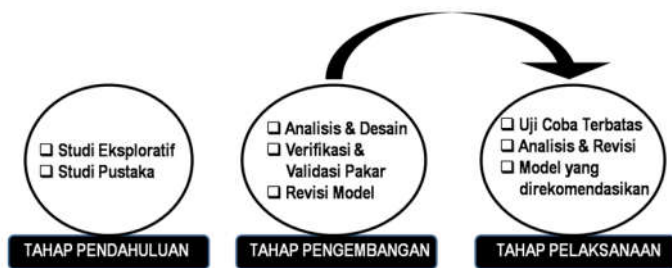 ❑ Studi Eksploratif
❑ Studi Pustaka
TAHAP PENDAHULUAN
❑ Analisis & Desain
❑ Verifikasi &
Validasi Pakar
❑ Revisi Model
TAHAP PENGEMBANGAN
❑ Uji Coba Terbatas
❑ Analisis & Revisi
❑ Model yang
direkomendasikan
TAHAP PELAKSANAAN